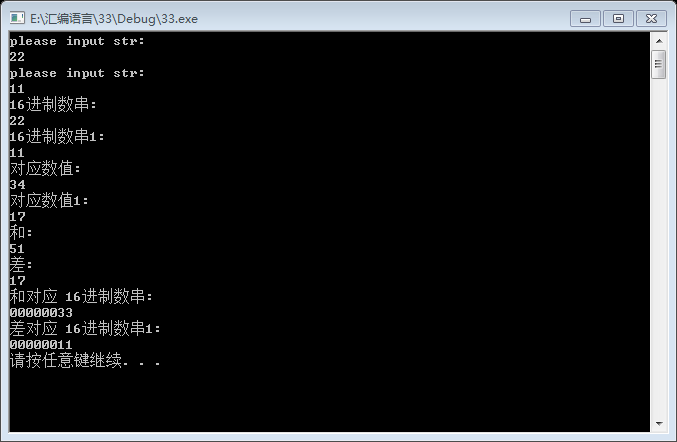 E:\汇编语言\33\Debug\33.exe
please input str:
22
please input str:
11
16进制数串:
22
16进制数串1:
11
对应数值:
34
对应数值1:
17
和:
51
差:
17
和对应 16进制数串:
00000033
差对应 16进制数串1:
00000011
请按任意键继续. . .